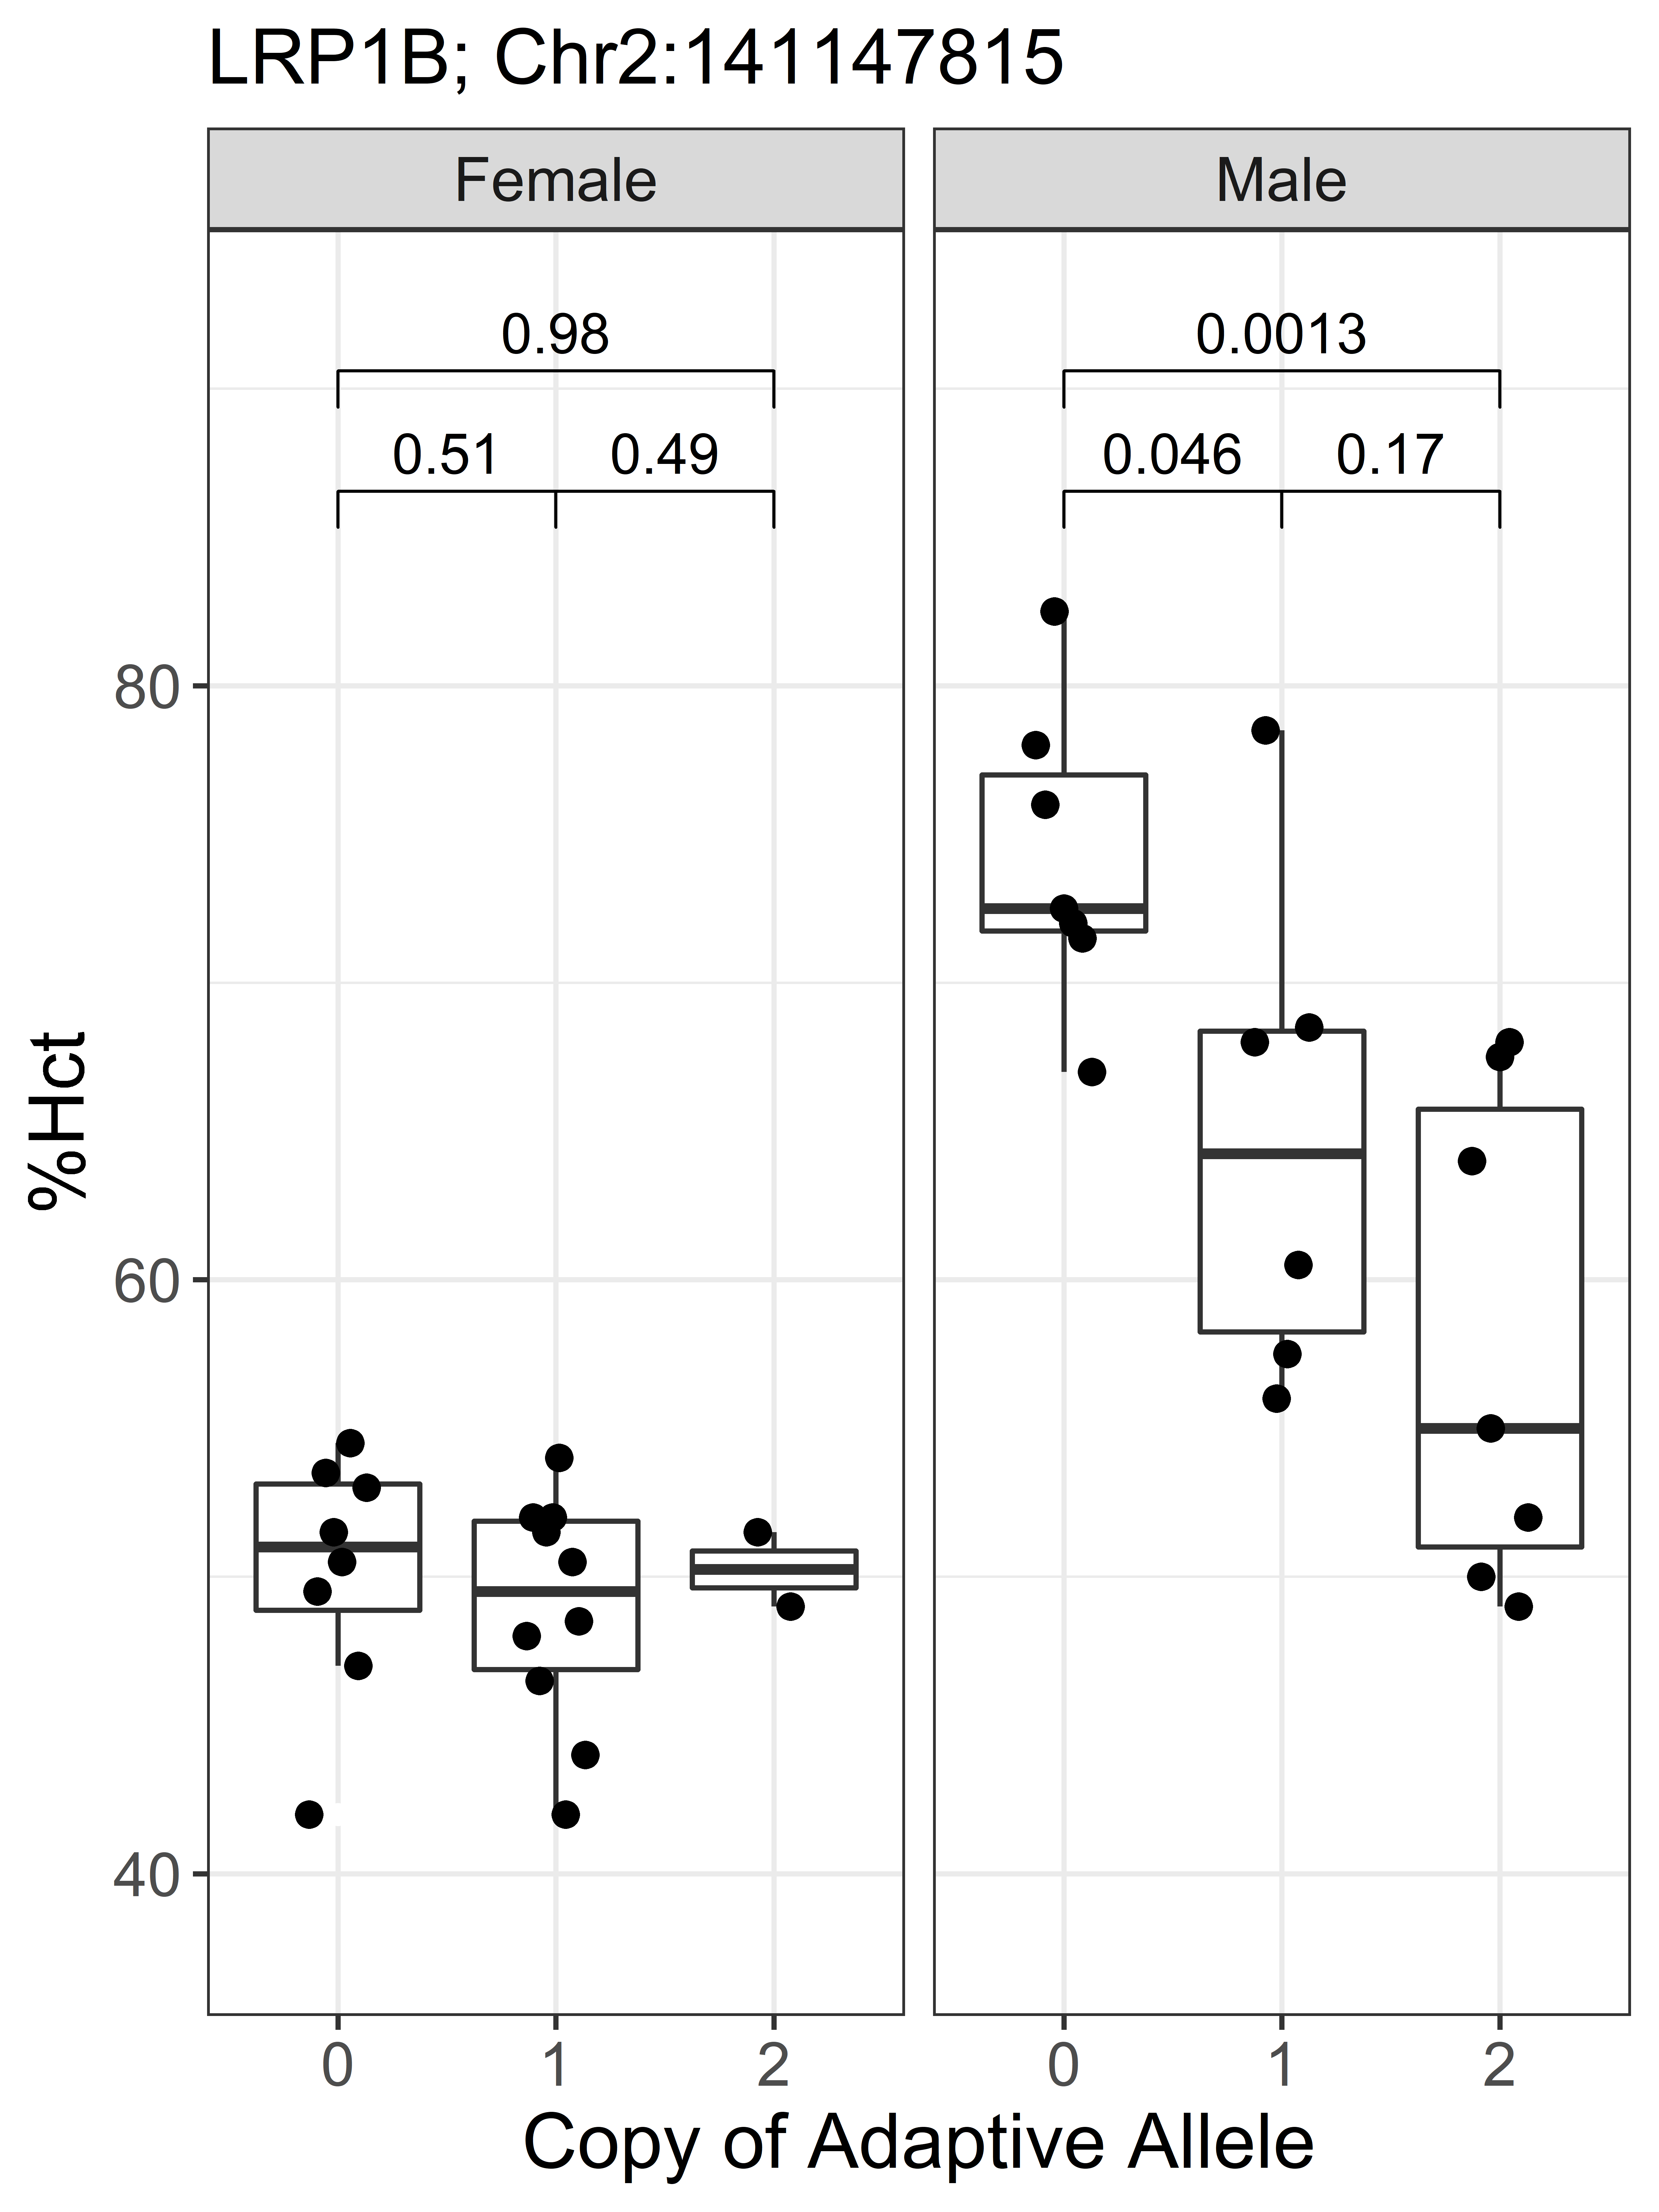 LRP1B; Chr2:141147815
Female Male
0.98 0.0013
0.51 0.49 0.046 0.17
80
60
40
%Hct
0 1 2 0 1 2
Copy of Adaptive Allele